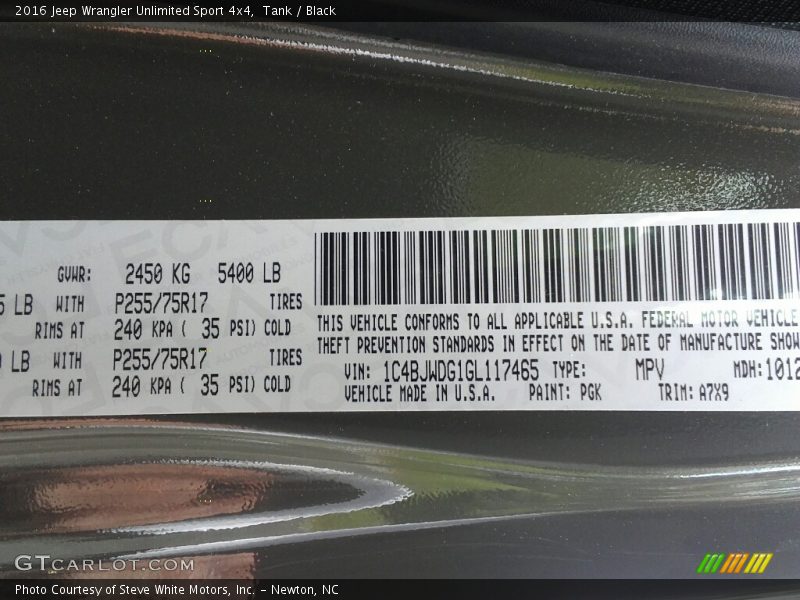 2016 Jeep Wrangler Unlimited Sport 4x4, Tank / Black
GVWR: 2450 KG 5400 LB
LB WITH P255/75R17 TIRES
RIMS AT 240 KPA ( 35 PSI) COLD
LB WITH P255/75R17 TIRES
RIMS AT 240 KPA ( 35 PSI) COLD
THIS VEHICLE CONFORMS TO ALL APPLICABLE U.S.A. FEDERAL MOTOR VEHICLE
THEFT PREVENTION STANDARDS IN EFFECT ON THE DATE OF MANUFACTURE SHOW
VIN: 1C4BJWDG1GL117465 TYPE: MPV MDH:1012
VEHICLE MADE IN U.S.A. PAINT: PGK TRIM: A7X9
GTCARLOT.COM
Photo Courtesy of Steve White Motors, Inc. – Newton, NC